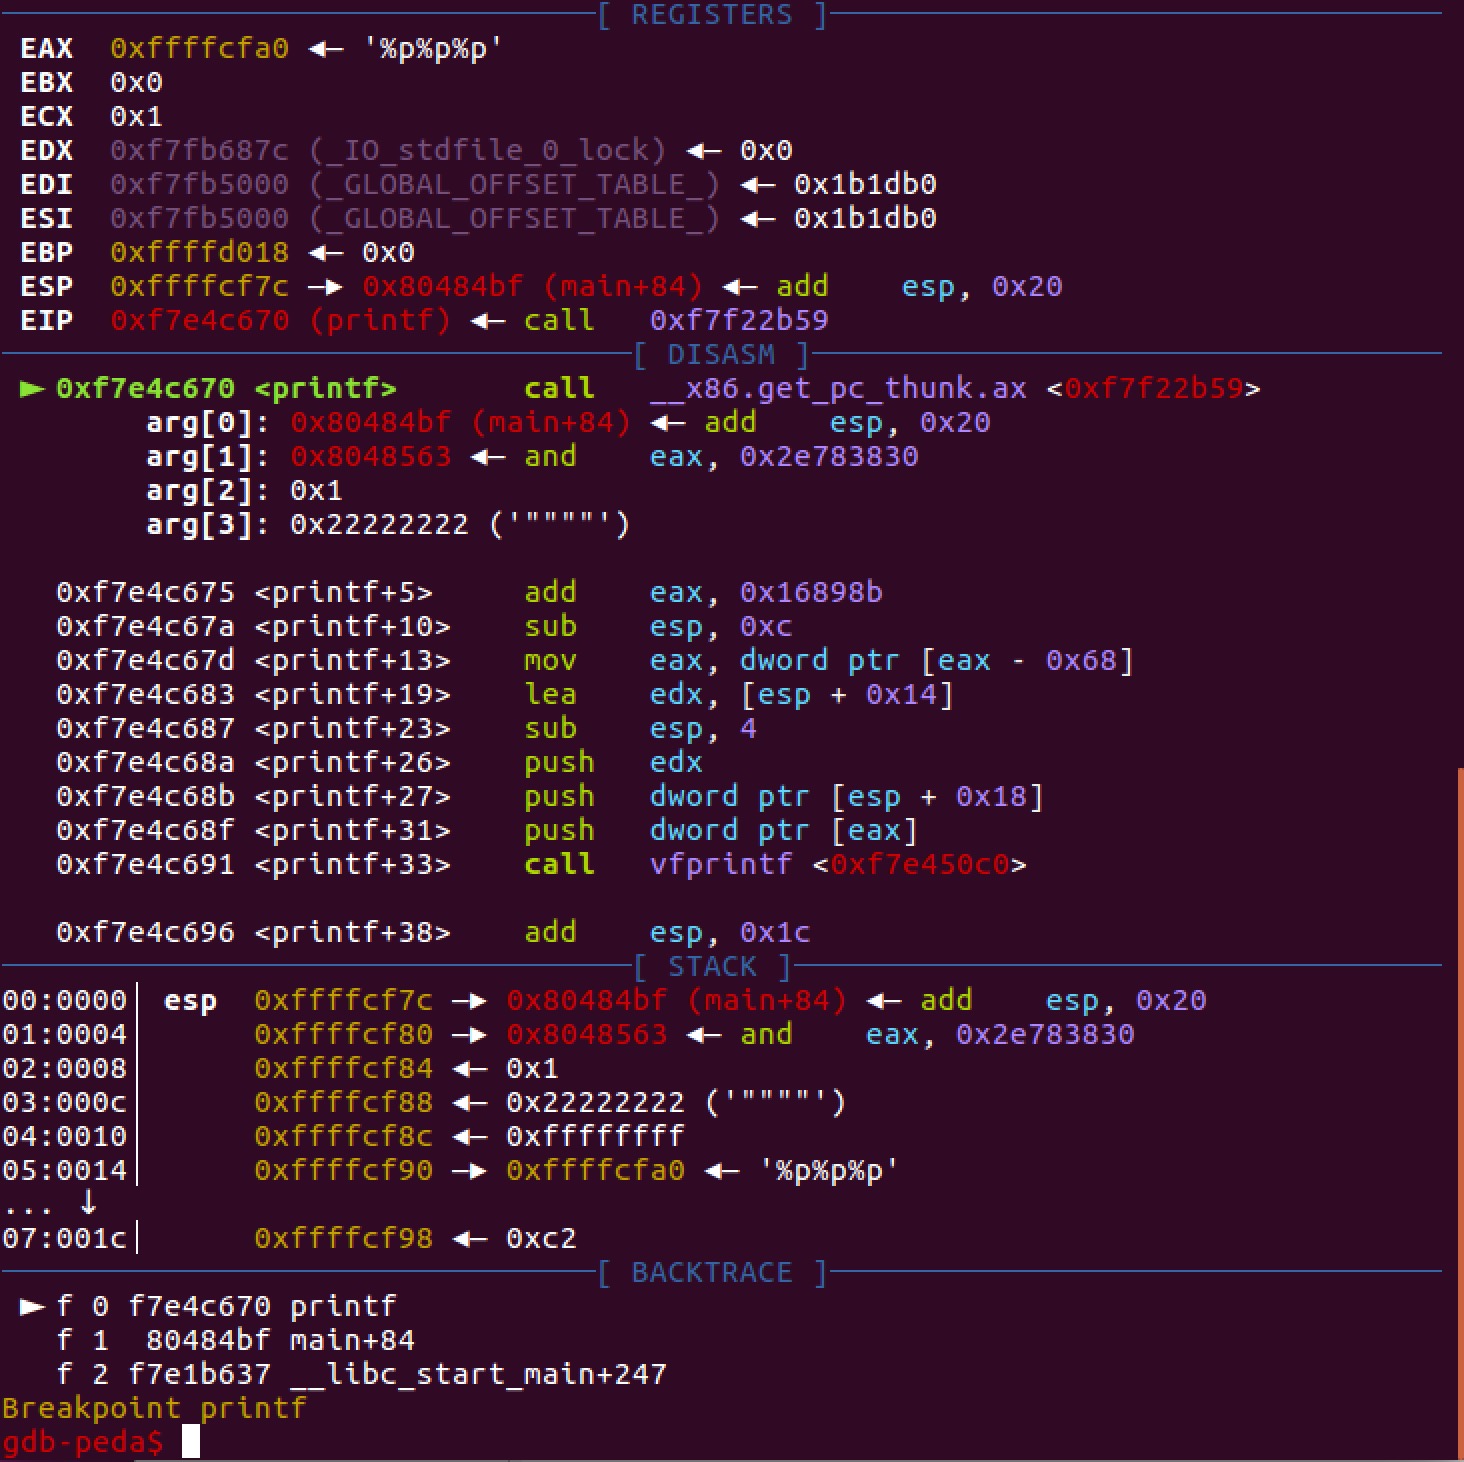 [ REGISTERS ]
EAX  0xffffcfa0 ◂— '%p%p%p'
EBX  0x0
ECX  0x1
EDX  0xf7fb687c (_IO_stdfile_0_lock) ◂— 0x0
EDI  0xf7fb5000 (_GLOBAL_OFFSET_TABLE_) ◂— 0x1b1db0
ESI  0xf7fb5000 (_GLOBAL_OFFSET_TABLE_) ◂— 0x1b1db0
EBP  0xffffd018 ◂— 0x0
ESP  0xffffcf7c —▸ 0x80484bf (main+84) ◂— add    esp, 0x20
EIP  0xf7e4c670 (printf) ◂— call   0xf7f22b59
[ DISASM ]
► 0xf7e4c670 <printf>       call   __x86.get_pc_thunk.ax <0xf7f22b59>
arg[0]: 0x80484bf (main+84) ◂— add    esp, 0x20
arg[1]: 0x8048563 ◂— and    eax, 0x2e783830
arg[2]: 0x1
arg[3]: 0x22222222 ('""""')
0xf7e4c675 <printf+5>     add    eax, 0x16898b
0xf7e4c67a <printf+10>    sub    esp, 0xc
0xf7e4c67d <printf+13>    mov    eax, dword ptr [eax - 0x68]
0xf7e4c683 <printf+19>    lea    edx, [esp + 0x14]
0xf7e4c687 <printf+23>    sub    esp, 4
0xf7e4c68a <printf+26>    push   edx
0xf7e4c68b <printf+27>    push   dword ptr [esp + 0x18]
0xf7e4c68f <printf+31>    push   dword ptr [eax]
0xf7e4c691 <printf+33>    call   vfprintf <0xf7e450c0>
0xf7e4c696 <printf+38>    add    esp, 0x1c
[ STACK ]
00:0000│ esp  0xffffcf7c —▸ 0x80484bf (main+84) ◂— add    esp, 0x20
01:0004│      0xffffcf80 —▸ 0x8048563 ◂— and    eax, 0x2e783830
02:0008│      0xffffcf84 ◂— 0x1
03:000c│      0xffffcf88 ◂— 0x22222222 ('""""')
04:0010│      0xffffcf8c ◂— 0xffffffff
05:0014│      0xffffcf90 —▸ 0xffffcfa0 ◂— '%p%p%p'
... ↓
07:001c│      0xffffcf98 ◂— 0xc2
[ BACKTRACE ]
► f 0 f7e4c670 printf
f 1  80484bf main+84
f 2 f7e1b637 __libc_start_main+247
Breakpoint printf
gdb-peda$